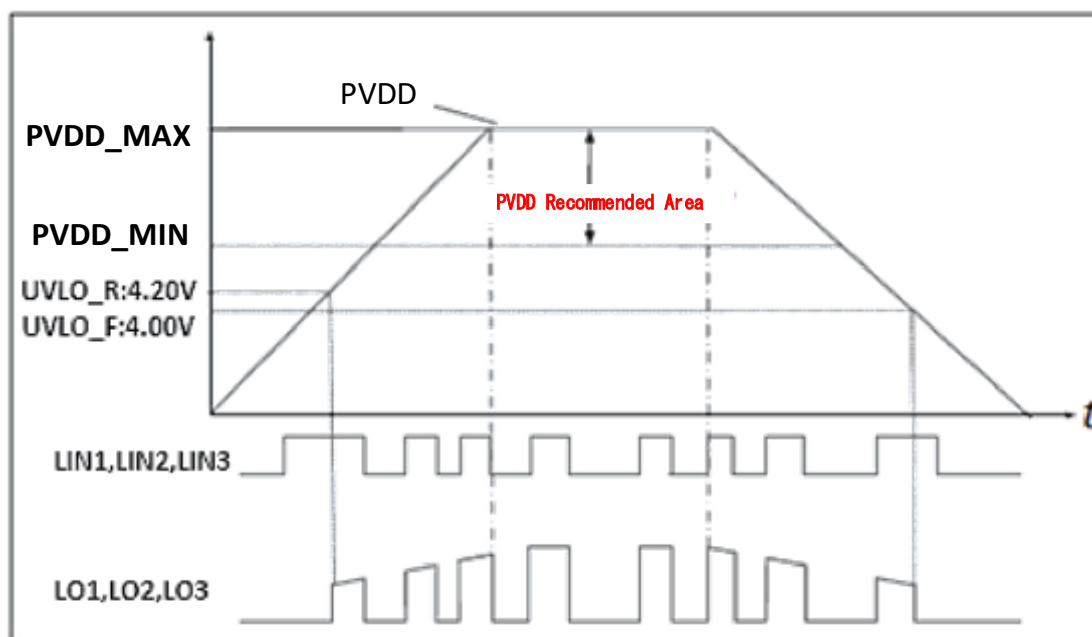 PVDD
PVDD_MAX
PVDD Recommended Area
PVDD_MIN
UVLO_R:4.20V
UVLO_F:4.00V
t
LIN1,LIN2,LIN3
LO1,LO2,LO3